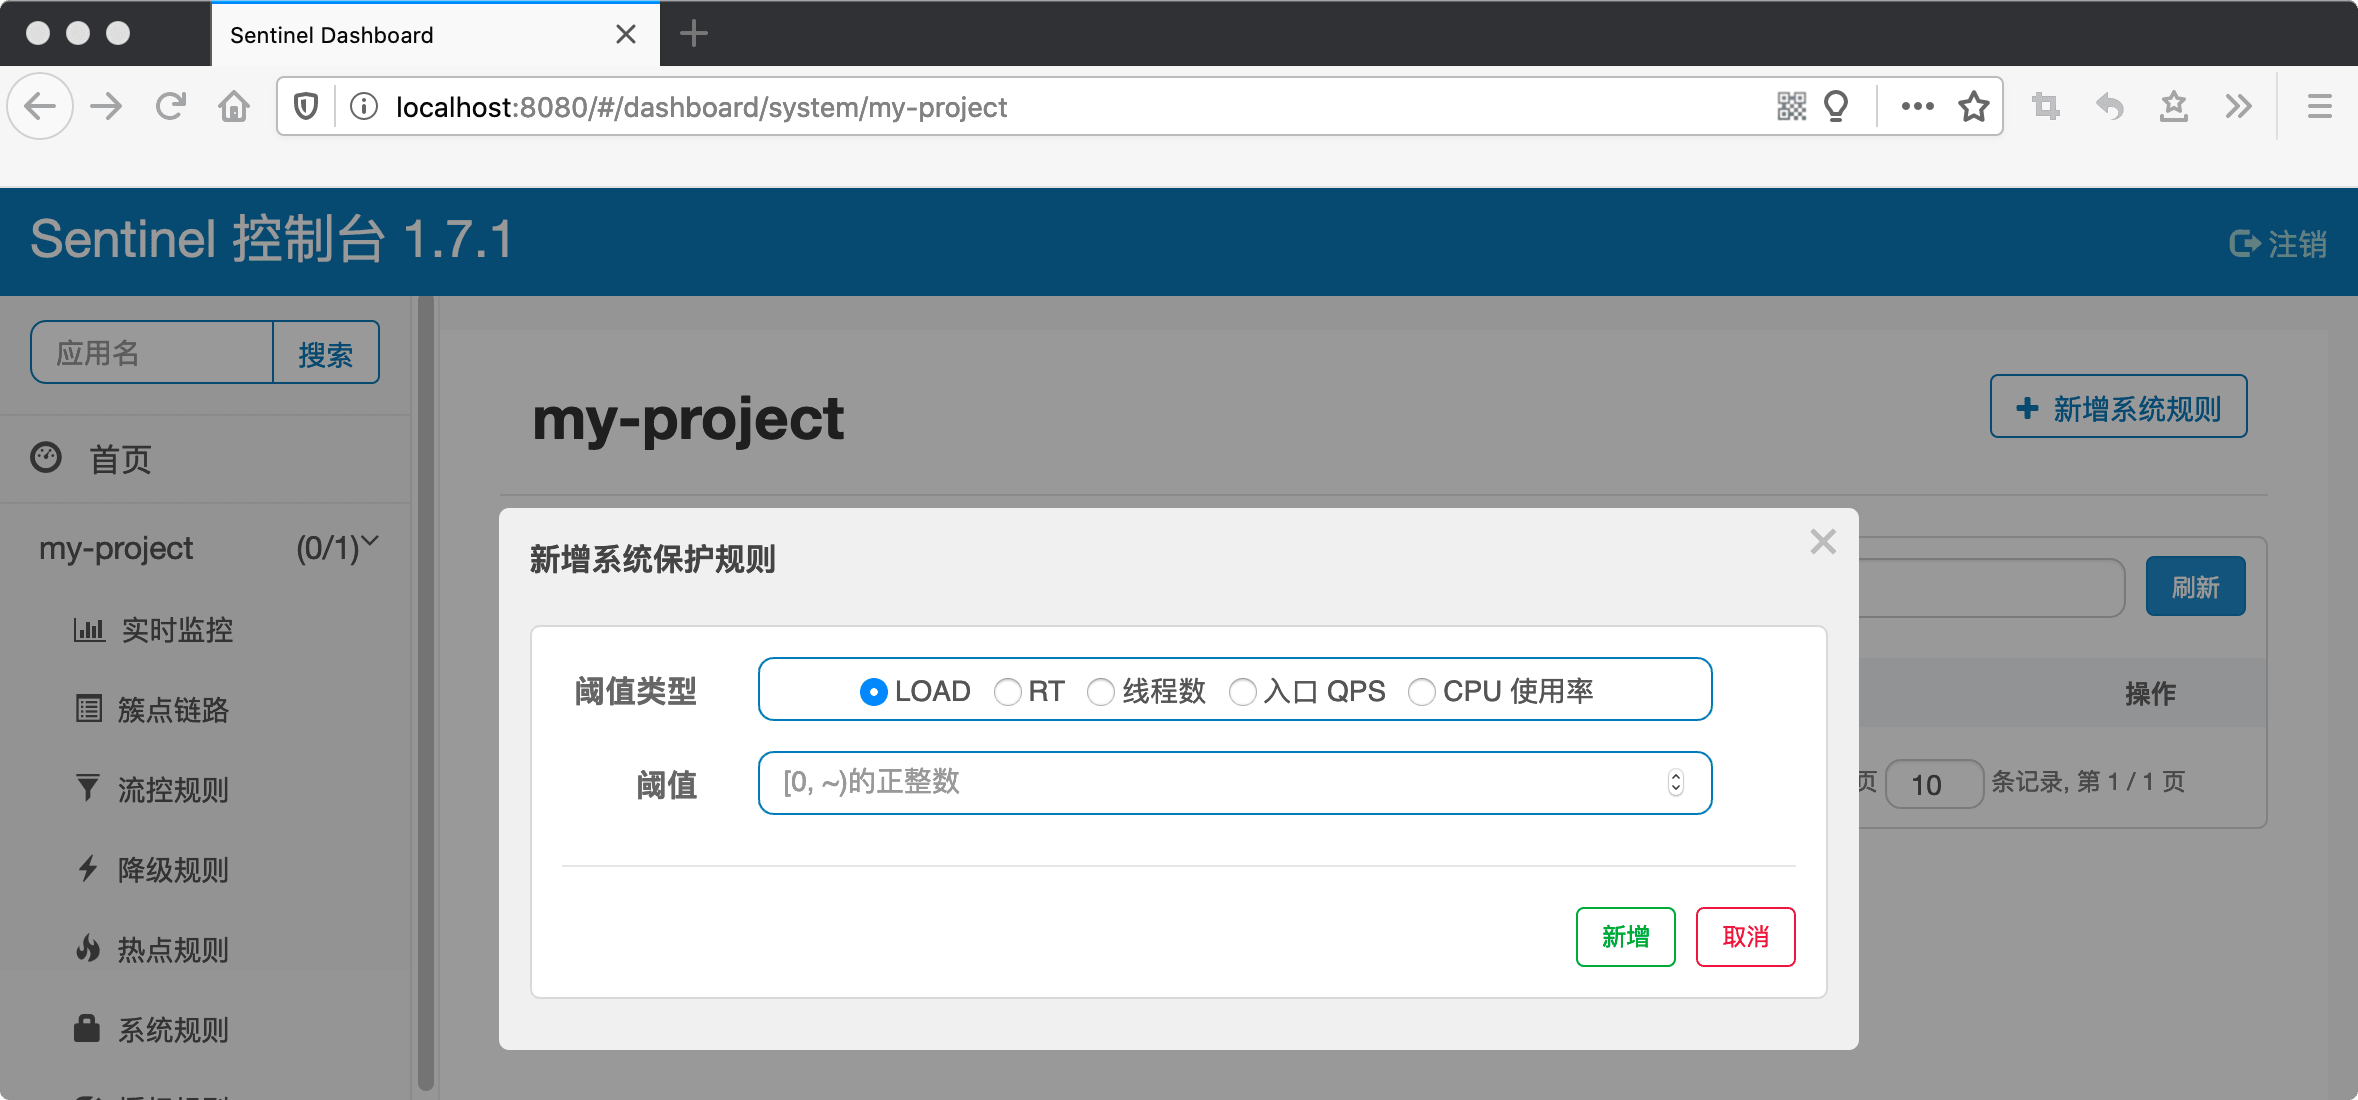 Sentinel Dashboard
localhost:8080/#/dashboard/system/my-project
Sentinel 控制台 1.7.1
注销
应用名
搜索
首页
my-project (0/1)
实时监控
簇点链路
流控规则
降级规则
热点规则
系统规则
my-project
新增系统规则
刷新
操作
页 10 条记录, 第 1 / 1 页
新增系统保护规则
阈值类型 LOAD RT 线程数 入口 QPS CPU 使用率
阈值 [0, ~)的正整数
新增 取消